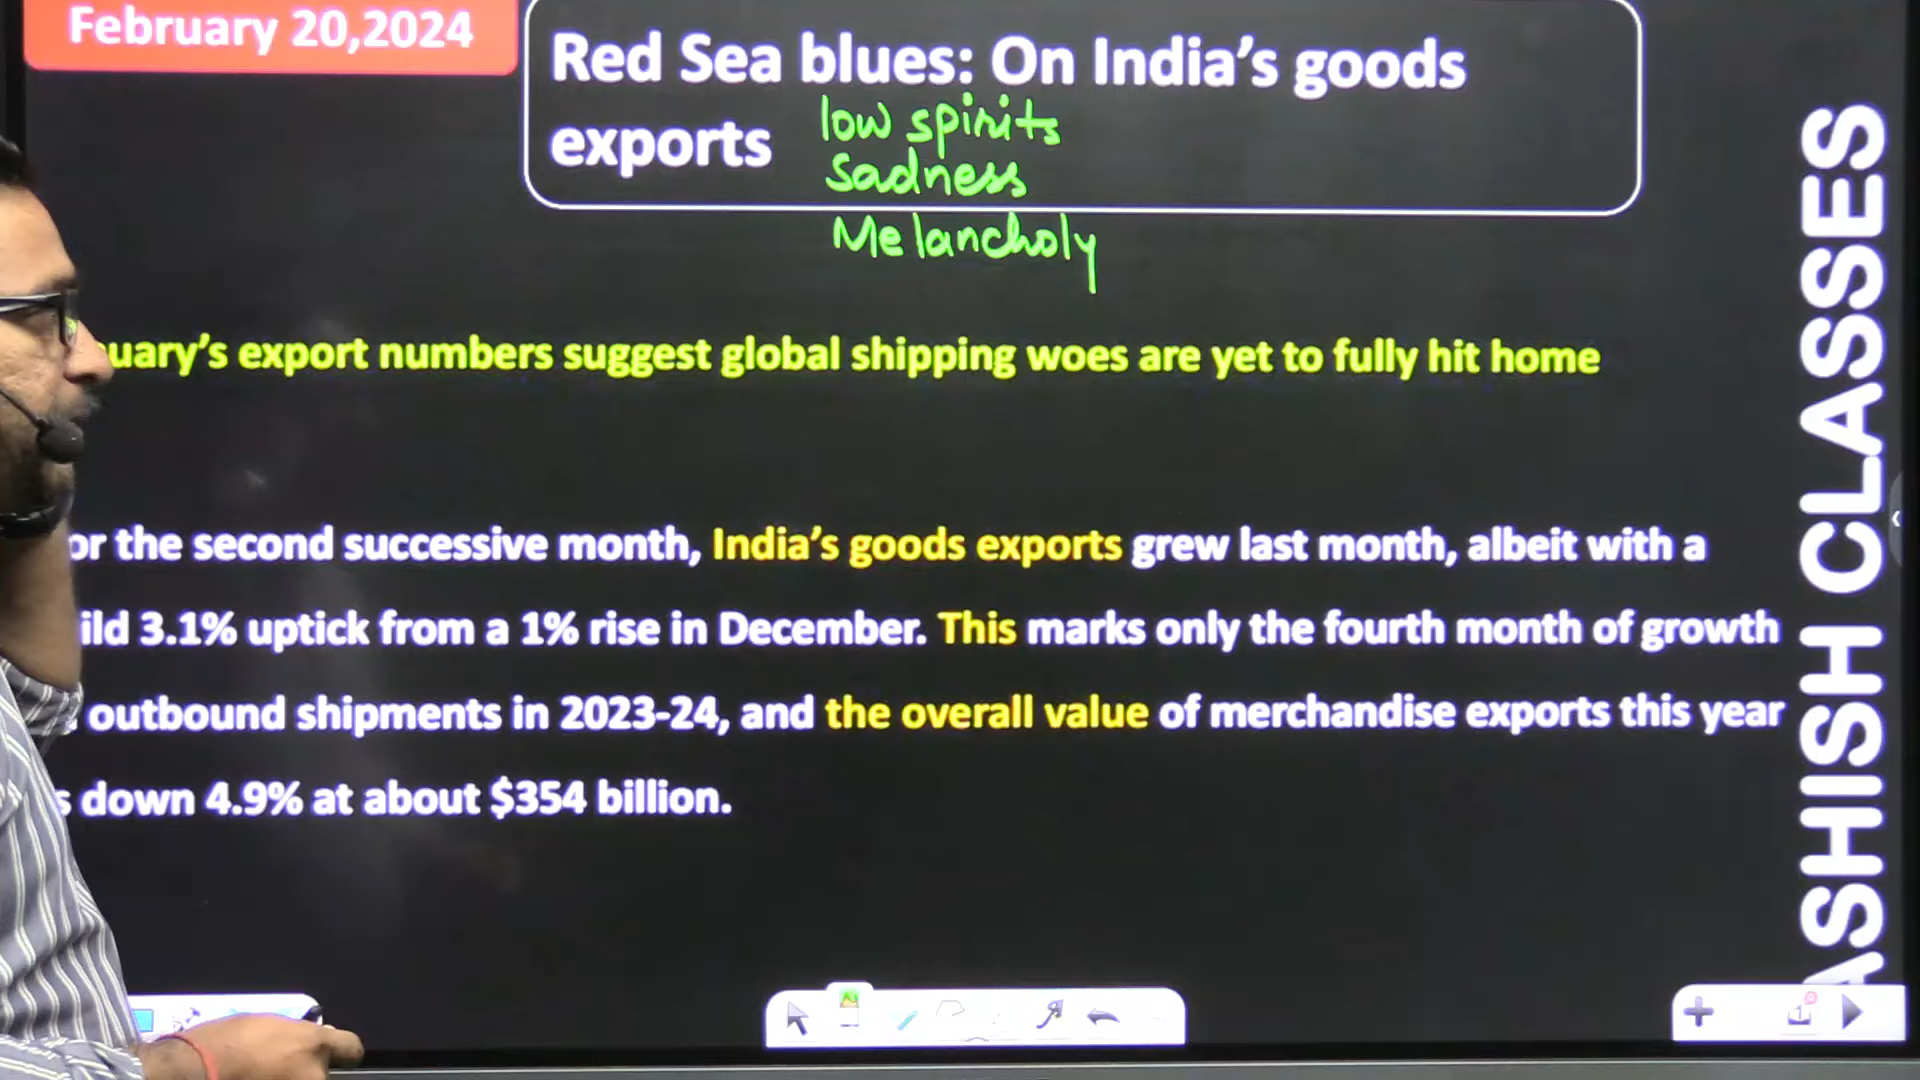 February 20,2024
Red Sea blues: On India's goods
exports
low spirits
Sadness
Melancholy
uary's export numbers suggest global shipping woes are yet to fully hit home
or the second successive month, India's goods exports grew last month, albeit with a
ild 3.1% uptick from a 1% rise in December. This marks only the fourth month of growth
outbound shipments in 2023-24, and the overall value of merchandise exports this year
s down 4.9% at about $354 billion.
ASHISH CLASSES